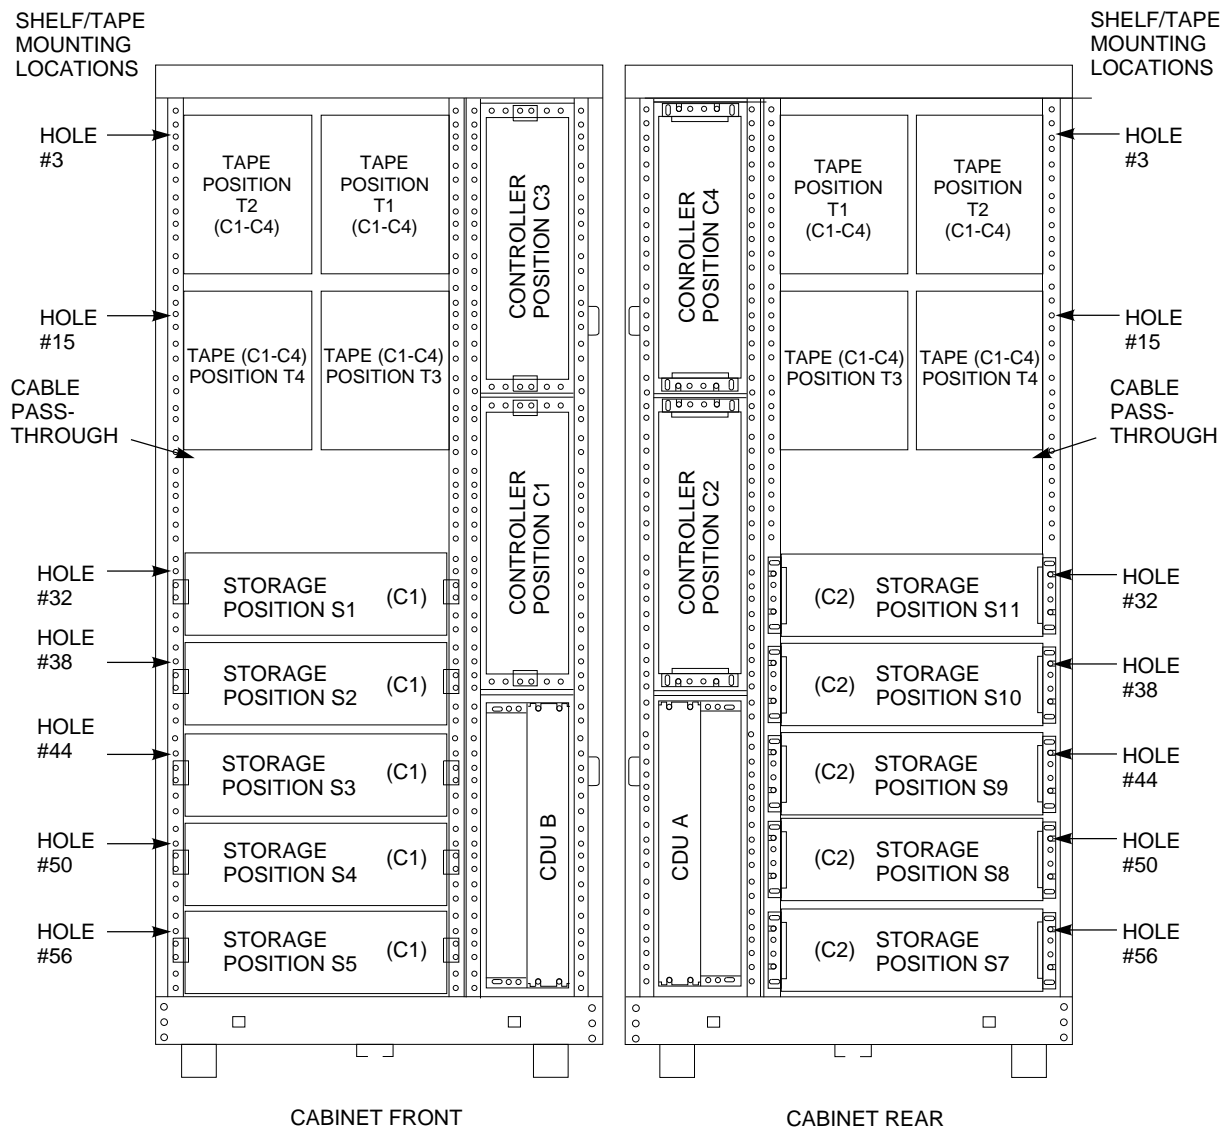 SHELF/TAPE
MOUNTING
LOCATIONS
HOLE
#3
HOLE
#15
CABLE
PASS-
THROUGH
HOLE
#32
HOLE
#38
HOLE
#44
HOLE
#50
HOLE
#56
TAPE
POSITION
T2
(C1-C4)
TAPE
POSITION
T1
(C1-C4)
TAPE (C1-C4)
POSITION T4
TAPE (C1-C4)
POSITION T3
CONTROLLER
POSITION C3
CONTROLLER
POSITION C1
STORAGE
POSITION S1
(C1)
STORAGE
POSITION S2
(C1)
STORAGE
POSITION S3
(C1)
STORAGE
POSITION S4
(C1)
STORAGE
POSITION S5
(C1)
CDU B
CABINET FRONT
CONROLLER
POSITION C4
CONTROLLER
POSITION C2
CDU A
TAPE
POSITION
T1
(C1-C4)
TAPE
POSITION
T2
(C1-C4)
TAPE (C1-C4)
POSITION T3
TAPE (C1-C4)
POSITION T4
(C2)
STORAGE
POSITION S11
(C2)
STORAGE
POSITION S10
(C2)
STORAGE
POSITION S9
(C2)
STORAGE
POSITION S8
(C2)
STORAGE
POSITION S7
CABINET REAR
SHELF/TAPE
MOUNTING
LOCATIONS
HOLE
#3
HOLE
#15
CABLE
PASS-
THROUGH
HOLE
#32
HOLE
#38
HOLE
#44
HOLE
#50
HOLE
#56